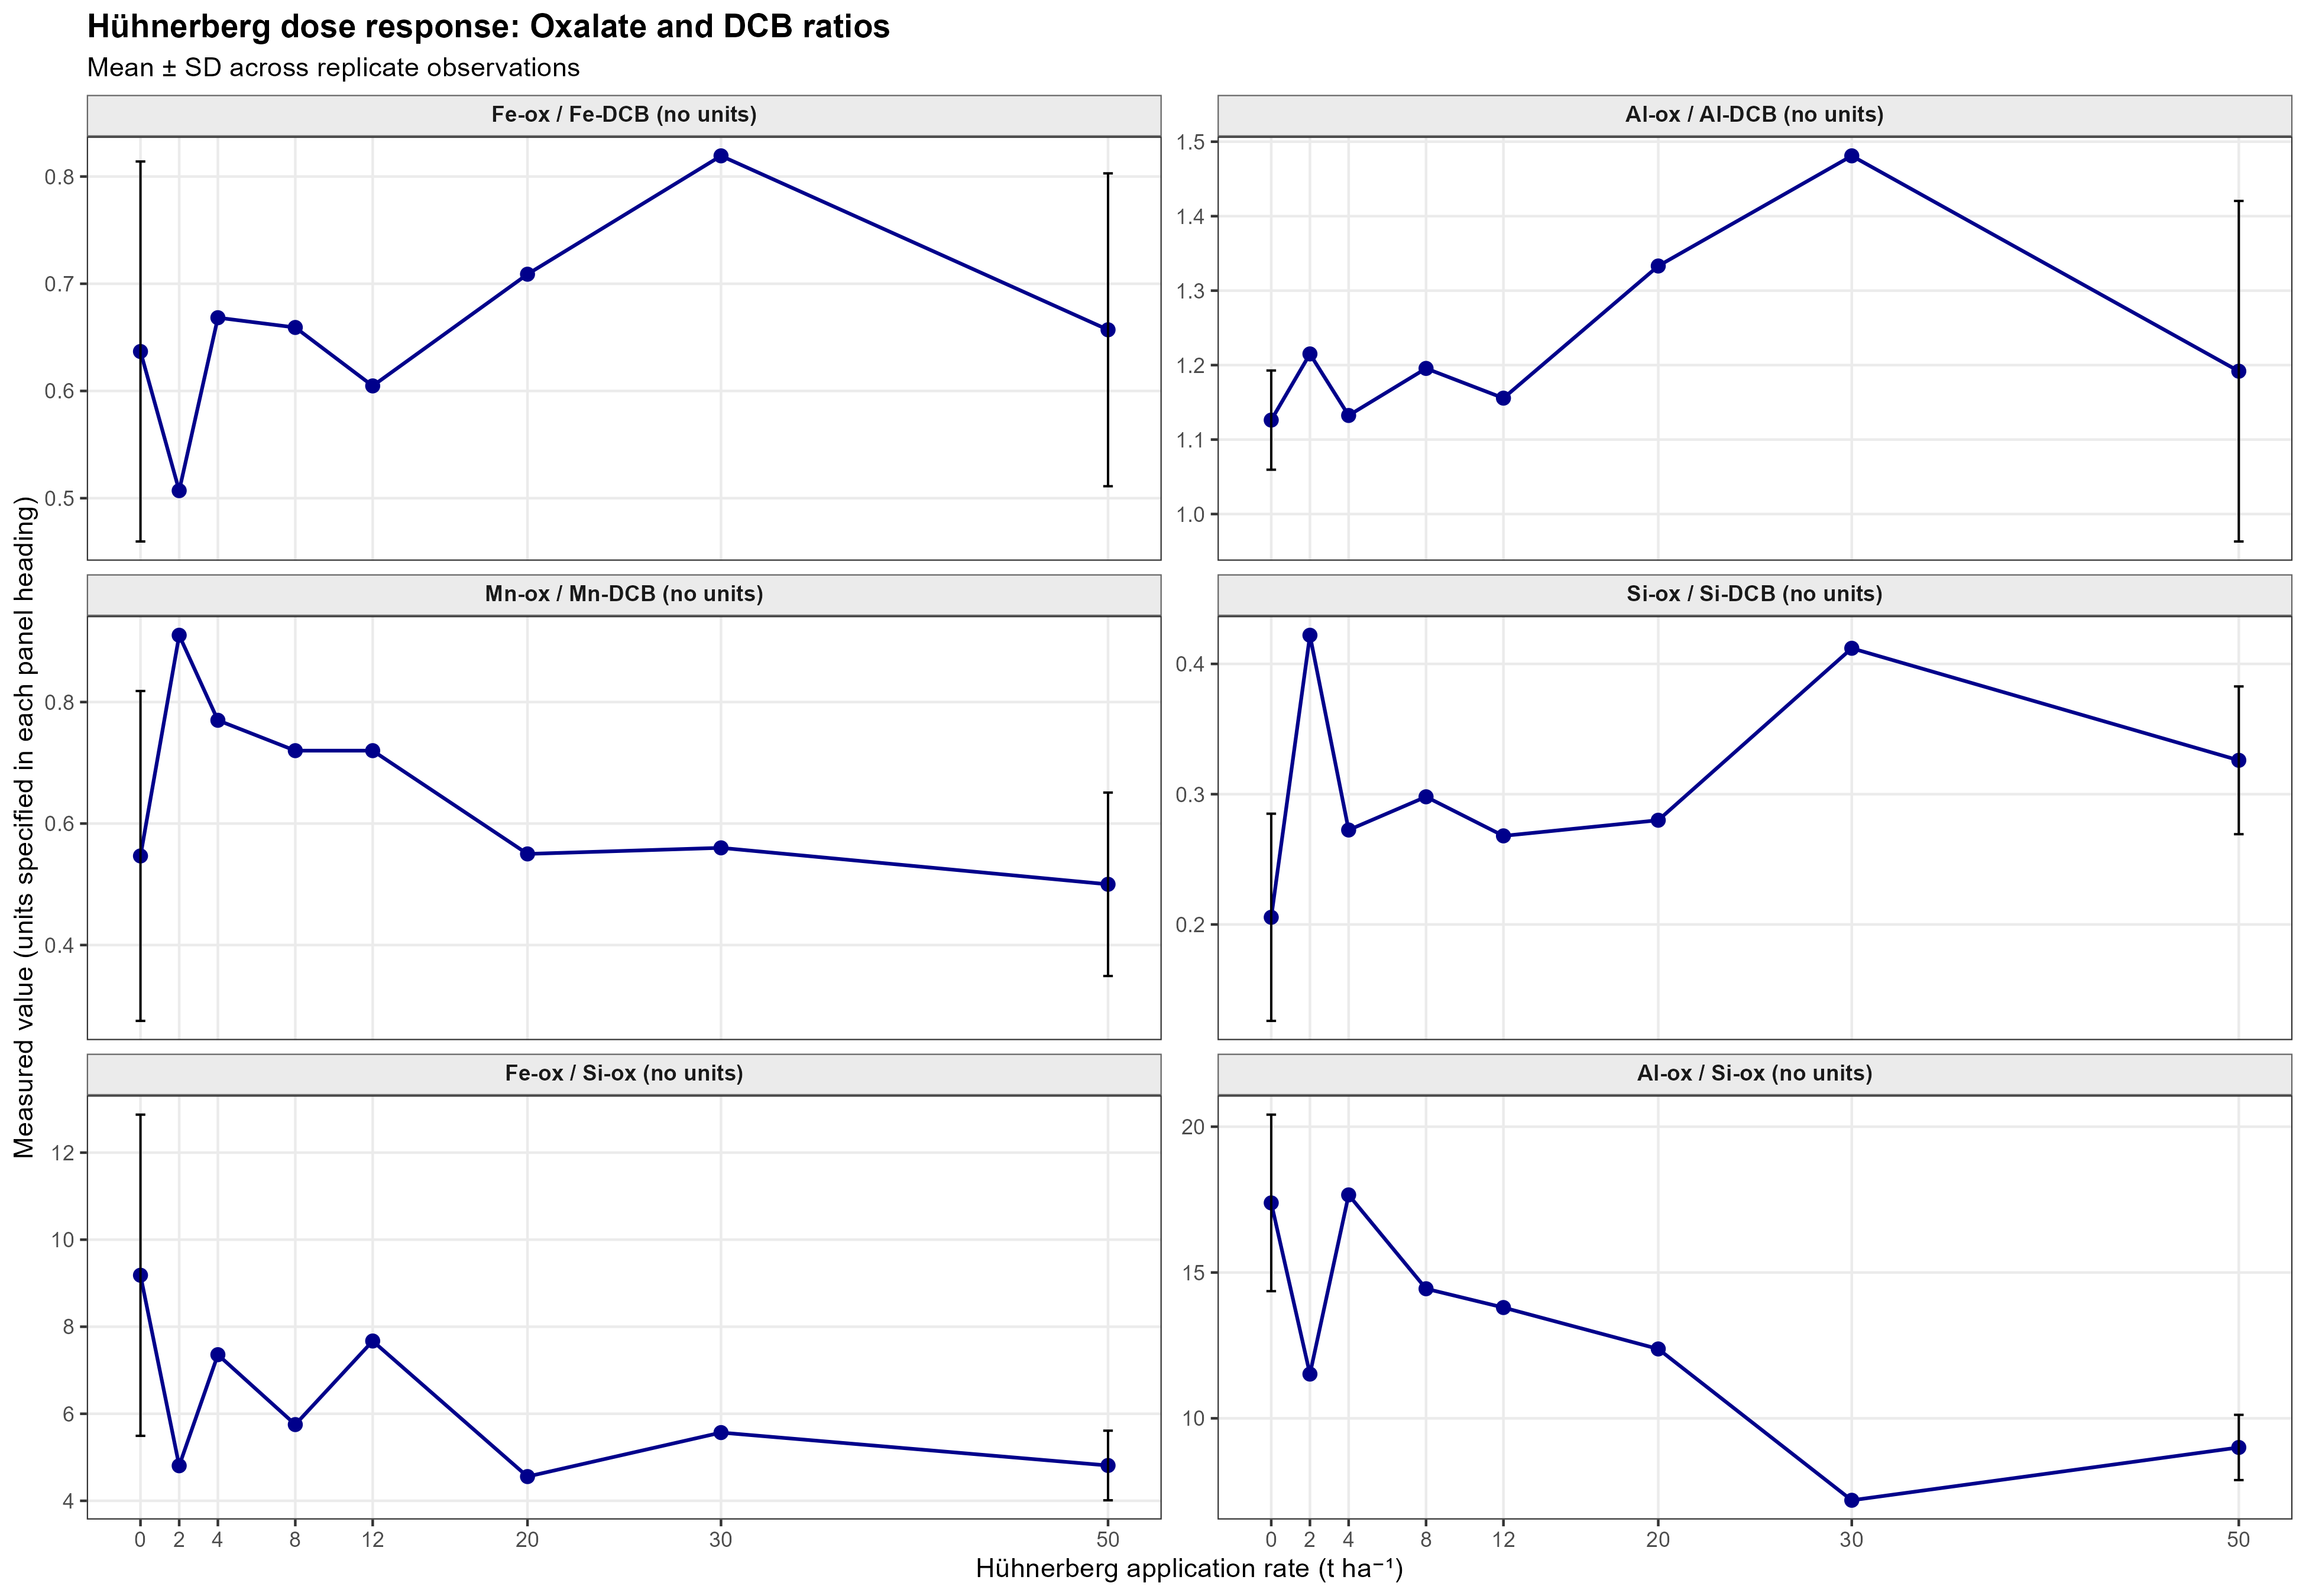 Hühnerberg dose response: Oxalate and DCB ratios
Mean ± SD across replicate observations
Measured value (units specified in each panel heading)
Fe-ox / Fe-DCB (no units)
0.8
0.7
0.6
0.5
Al-ox / Al-DCB (no units)
1.5
1.4
1.3
1.2
1.1
1.0
Mn-ox / Mn-DCB (no units)
0.8
0.6
0.4
Si-ox / Si-DCB (no units)
0.4
0.3
0.2
Fe-ox / Si-ox (no units)
12
10
8
6
4
0 2 4 8 12 20 30 50
Al-ox / Si-ox (no units)
20
15
10
0 2 4 8 12 20 30 50
Hühnerberg application rate (t ha⁻¹)